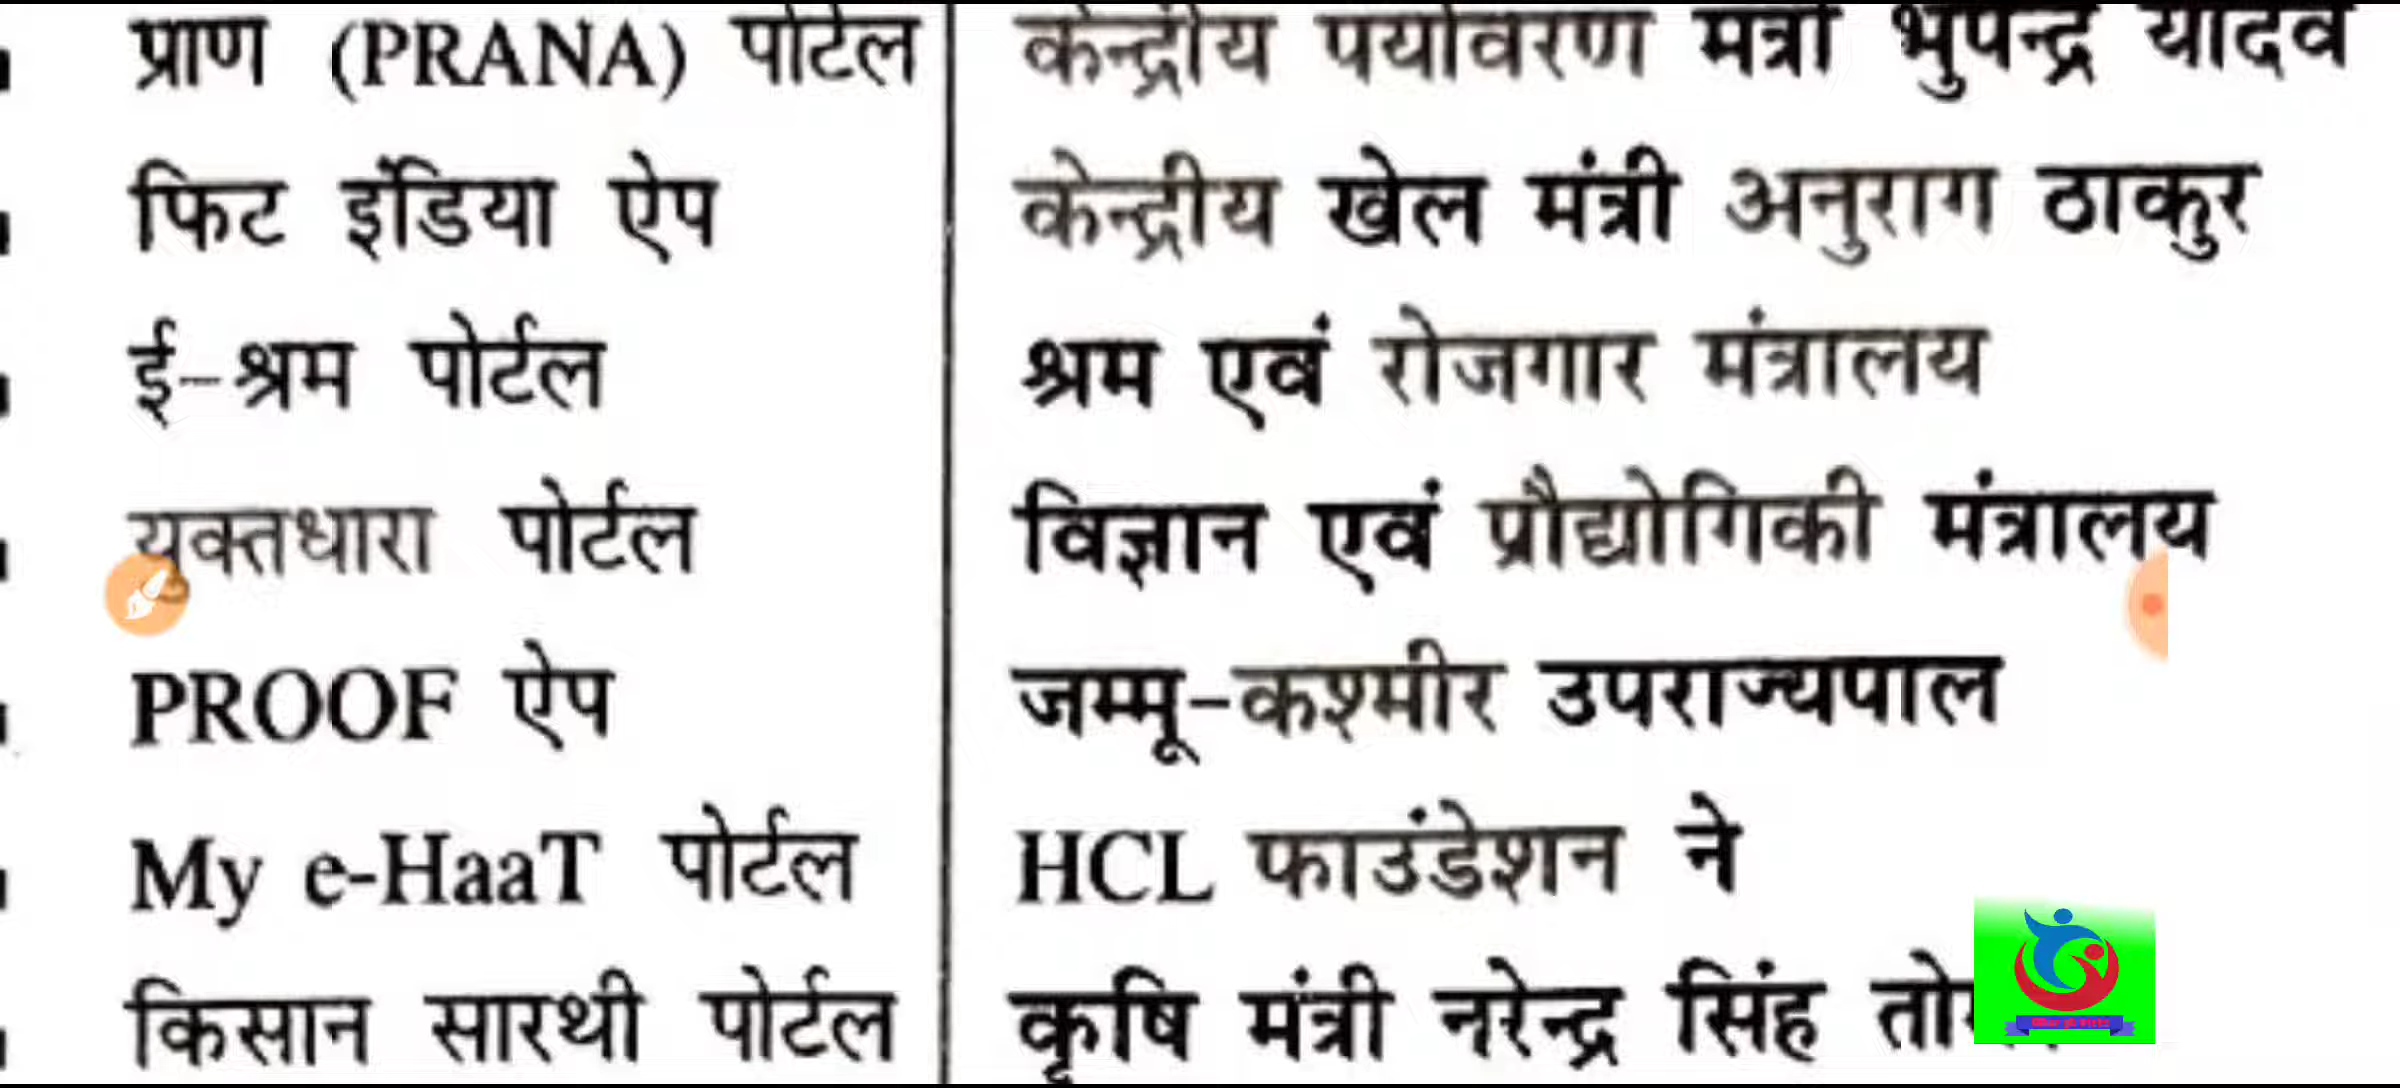 प्राण (PRANA) पोर्टल केन्द्रीय पर्यावरण मंत्री भुपेन्द्र यादव
फिट इंडिया ऐप केन्द्रीय खेल मंत्री अनुराग ठाकुर
ई-श्रम पोर्टल श्रम एवं रोजगार मंत्रालय
युक्तधारा पोर्टल विज्ञान एवं प्रौद्योगिकी मंत्रालय
PROOF ऐप जम्मू-कश्मीर उपराज्यपाल
My e-HaaT पोर्टल HCL फाउंडेशन ने
किसान सारथी पोर्टल कृषि मंत्री नरेन्द्र सिंह